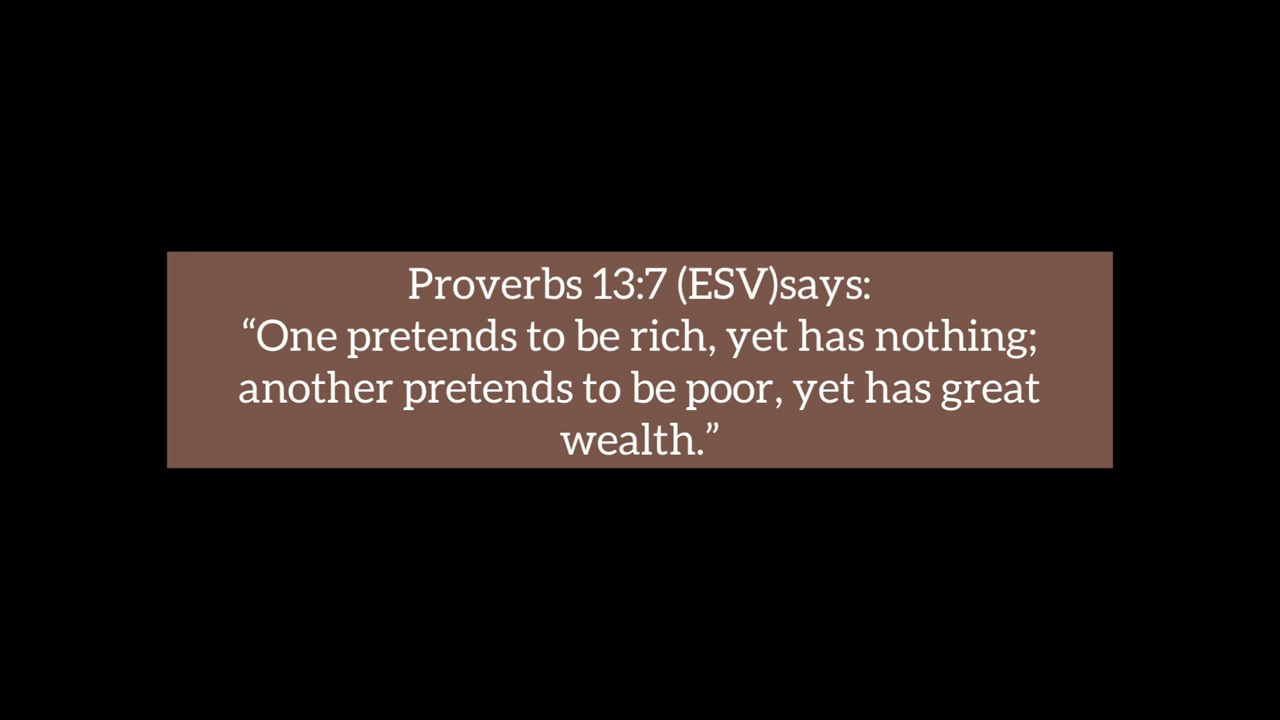 Proverbs 13:7 (ESV)says:
“One pretends to be rich, yet has nothing;
another pretends to be poor, yet has great
wealth.”